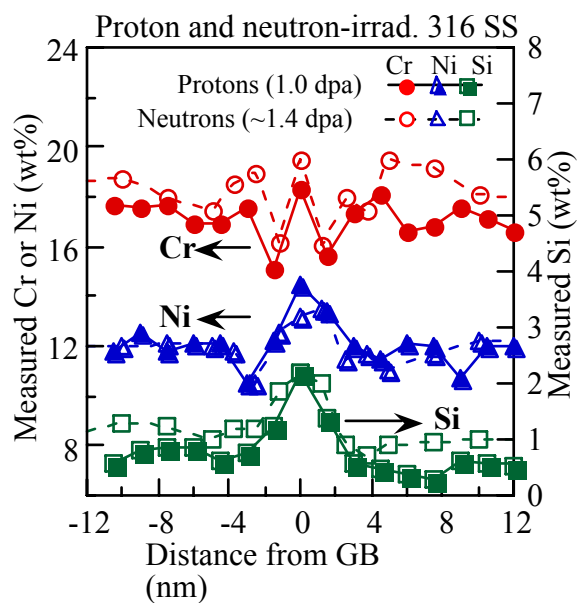 Proton and neutron-irrad. 316 SS
24
8
Cr Ni Si
Protons (1.0 dpa)
7
Neutrons (~1.4 dpa)
20
6
5
16
Cr
4
Ni
3
12
2
Si
8
1
0
-12
-8
-4
0
4
8
12
Measured Cr or Ni (wt%)
Measured Si (wt%)
Distance from GB
(nm)